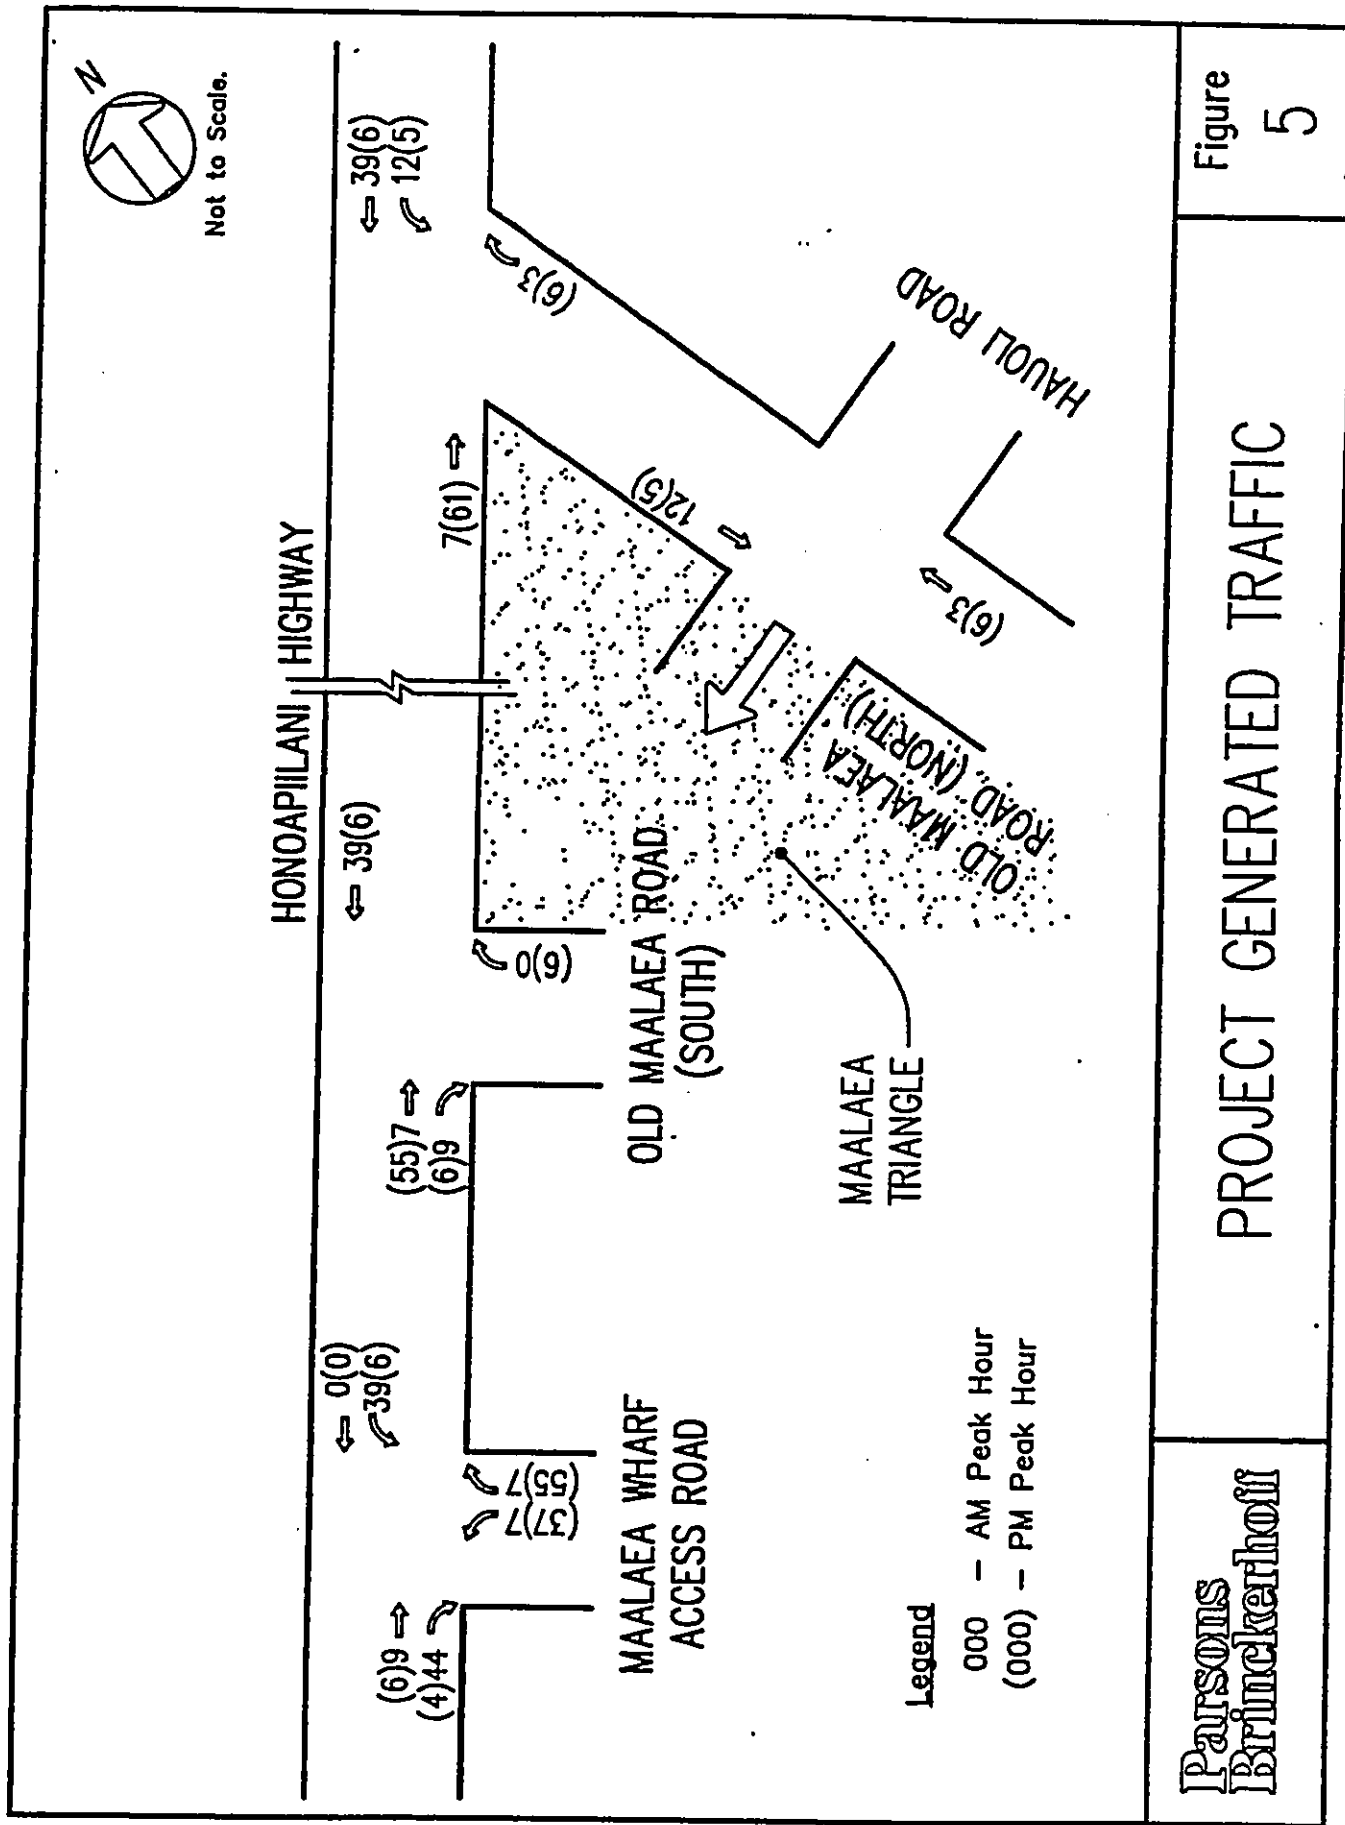 N
Not to Scale.
HONOAPIILANI HIGHWAY
39(6)
12(5)
(6)3
7(61)
12(5)
HAUOLI ROAD
(6)3
39(6)
(6)0
OLD MAALAEA
ROAD (NORTH)
OLD MAALAEA ROAD
(SOUTH)
(55)7
(6)9
MAALAEA
TRIANGLE
0(0)
39(6)
(55)7
(37)7
MAALAEA WHARF
ACCESS ROAD
(6)9
(4)44
Legend
000 – AM Peak Hour
(000) – PM Peak Hour
Parsons
Brinckerhoff
PROJECT GENERATED TRAFFIC
Figure
5